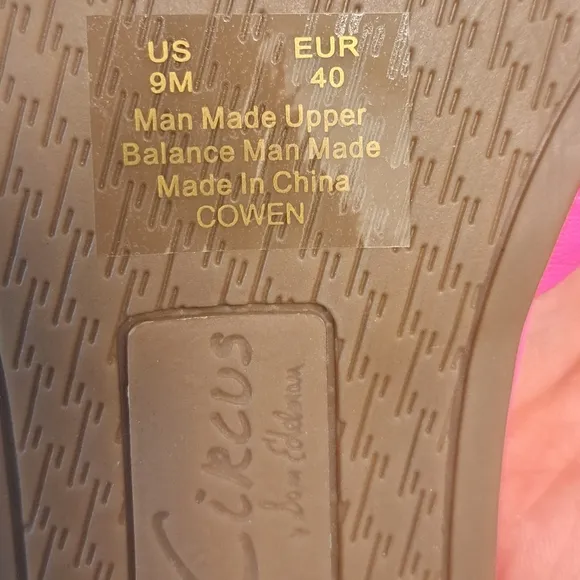 US EUR
9M 40
Man Made Upper
Balance Man Made
Made In China
COWEN
CIRCUS
by Sam Edelman